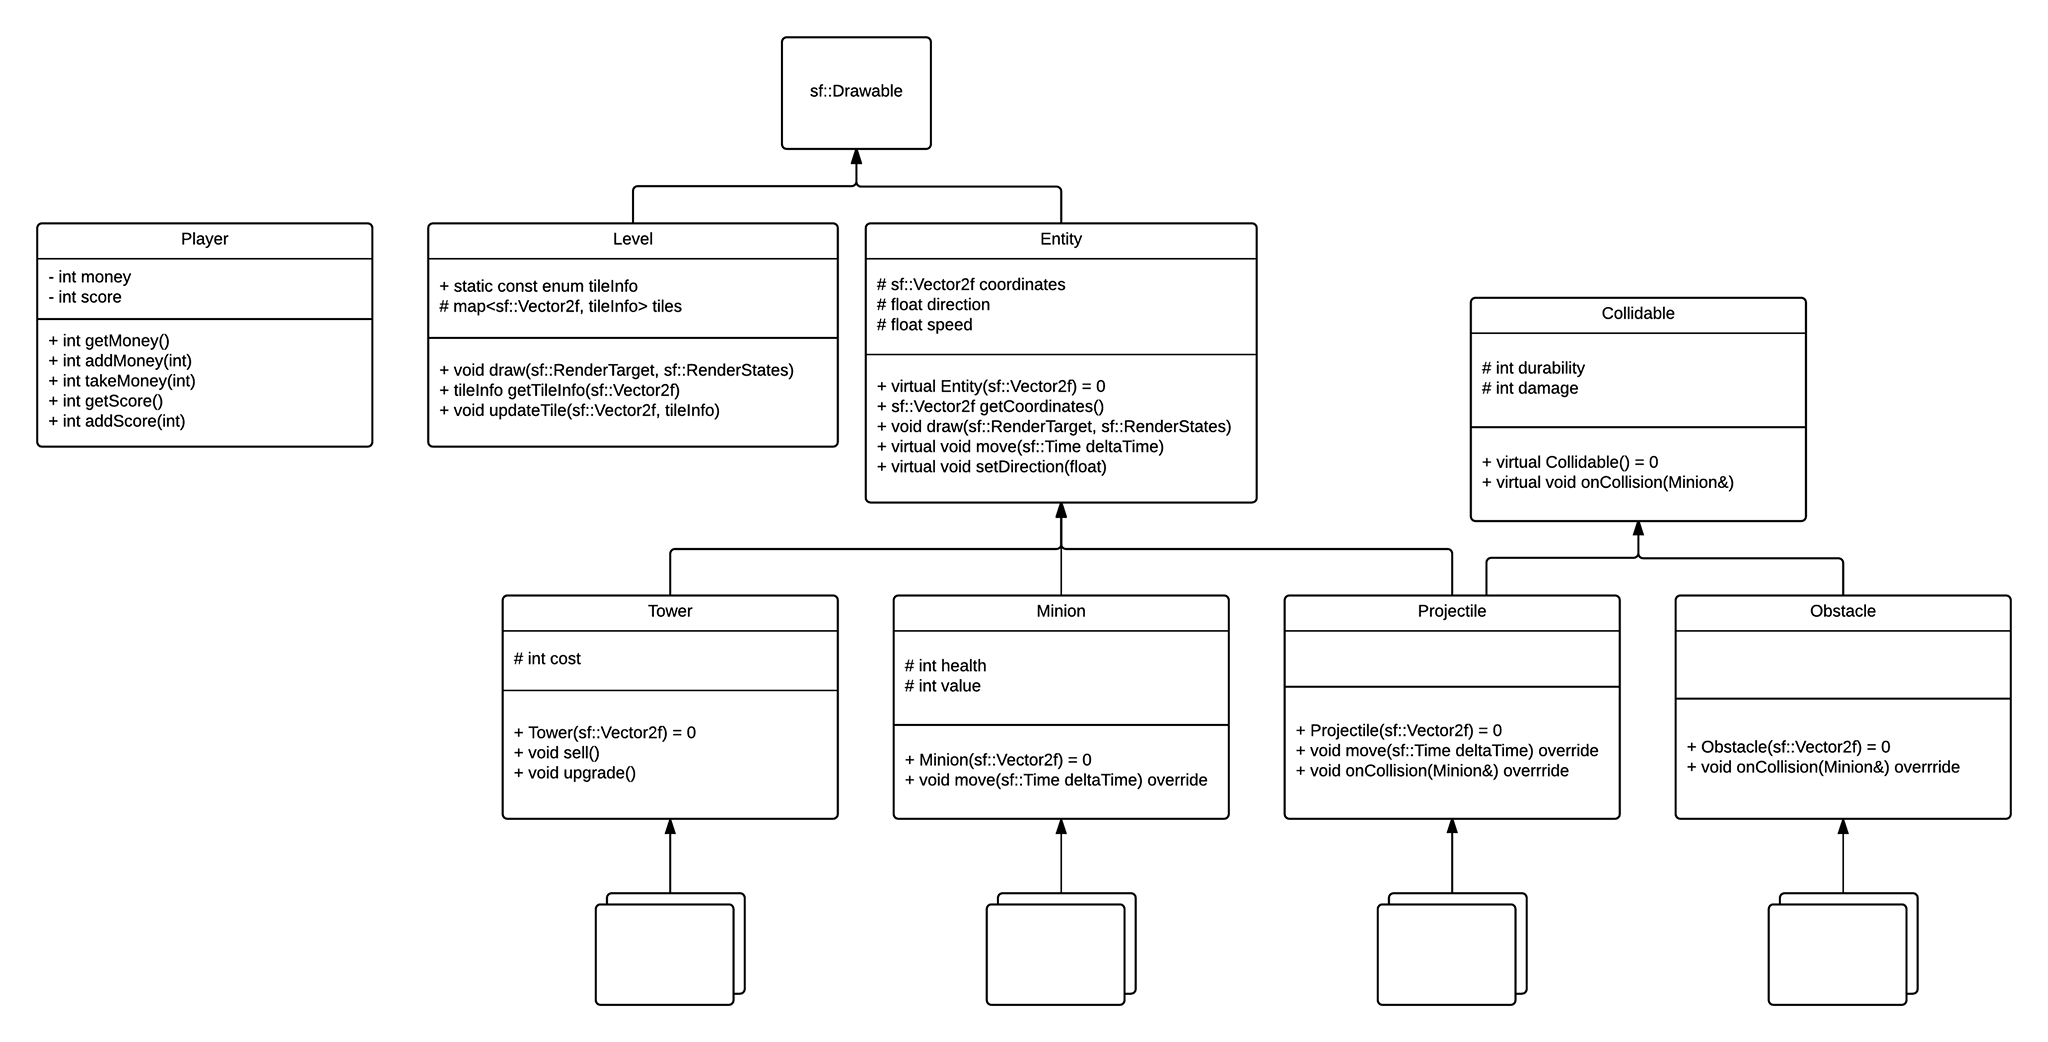 sf::Drawable
Player
- int money
- int score
+ int getMoney()
+ int addMoney(int)
+ int takeMoney(int)
+ int getScore()
+ int addScore(int)
Level
+ static const enum tileInfo
# map<sf::Vector2f, tileInfo> tiles
+ void draw(sf::RenderTarget, sf::RenderStates)
+ tileInfo getTileInfo(sf::Vector2f)
+ void updateTile(sf::Vector2f, tileInfo)
Entity
# sf::Vector2f coordinates
# float direction
# float speed
+ virtual Entity(sf::Vector2f) = 0
+ sf::Vector2f getCoordinates()
+ void draw(sf::RenderTarget, sf::RenderStates)
+ virtual void move(sf::Time deltaTime)
+ virtual void setDirection(float)
Collidable
# int durability
# int damage
+ virtual Collidable() = 0
+ virtual void onCollision(Minion&)
Tower
# int cost
+ Tower(sf::Vector2f) = 0
+ void sell()
+ void upgrade()
Minion
# int health
# int value
+ Minion(sf::Vector2f) = 0
+ void move(sf::Time deltaTime) override
Projectile
+ Projectile(sf::Vector2f) = 0
+ void move(sf::Time deltaTime) override
+ void onCollision(Minion&) overrride
Obstacle
+ Obstacle(sf::Vector2f) = 0
+ void onCollision(Minion&) overrride